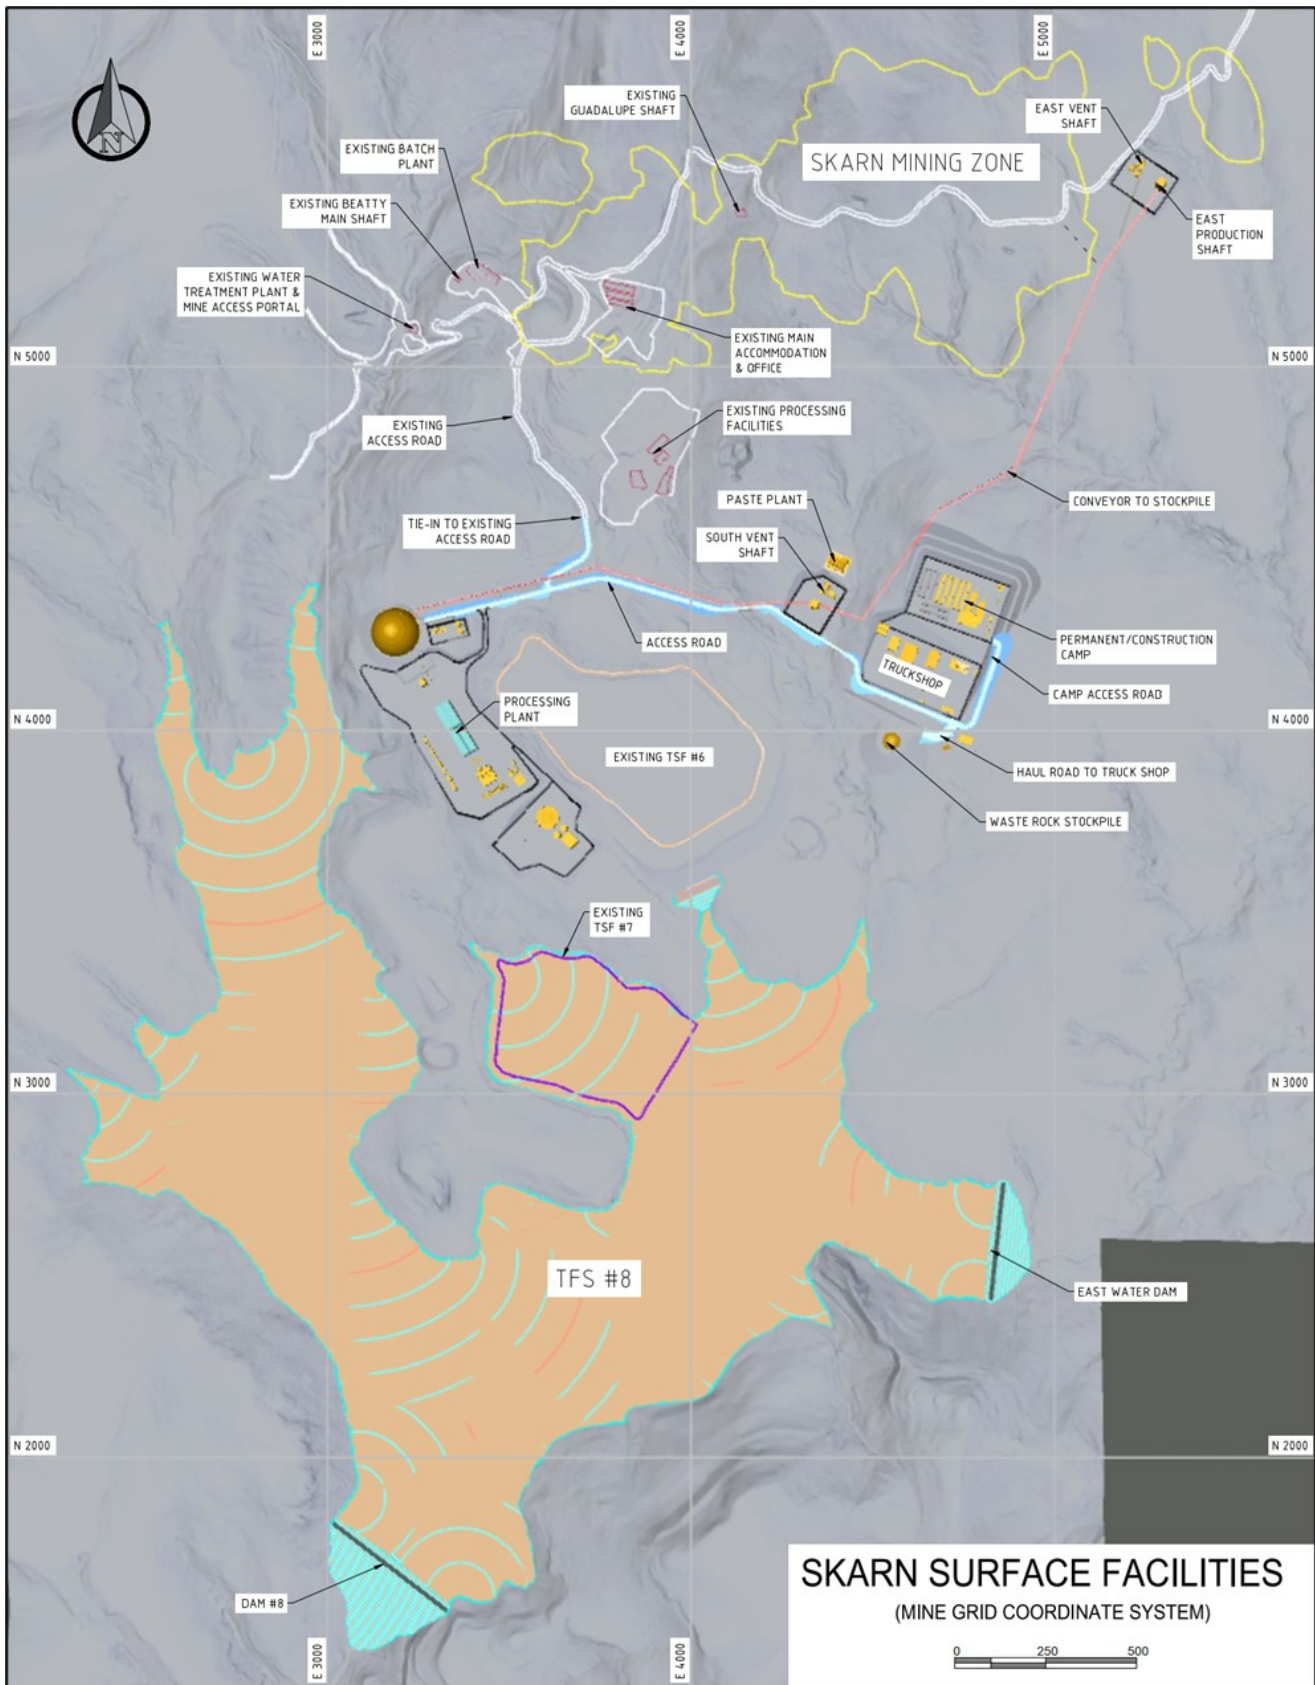 E 3000
E 4000
E 5000
EXISTING
GUADALUPE SHAFT
EAST VENT
SHAFT
EXISTING BATCH
PLANT
SKARN MINING ZONE
EXISTING BEATTY
MAIN SHAFT
EAST
PRODUCTION
SHAFT
EXISTING WATER
TREATMENT PLANT &
MINE ACCESS PORTAL
EXISTING MAIN
ACCOMMODATION
& OFFICE
N 5000
N 5000
EXISTING
ACCESS ROAD
EXISTING PROCESSING
FACILITIES
PASTE PLANT
CONVEYOR TO STOCKPILE
TIE-IN TO EXISTING
ACCESS ROAD
SOUTH VENT
SHAFT
ACCESS ROAD
PERMANENT/CONSTRUCTION
CAMP
TRUCKSHOP
CAMP ACCESS ROAD
PROCESSING
PLANT
N 4000
N 4000
EXISTING TSF #6
HAUL ROAD TO TRUCK SHOP
WASTE ROCK STOCKPILE
EXISTING
TSF #7
N 3000
N 3000
TFS #8
EAST WATER DAM
N 2000
N 2000
DAM #8
SKARN SURFACE FACILITIES
(MINE GRID COORDINATE SYSTEM)
0 250 500
E 3000
E 4000
N